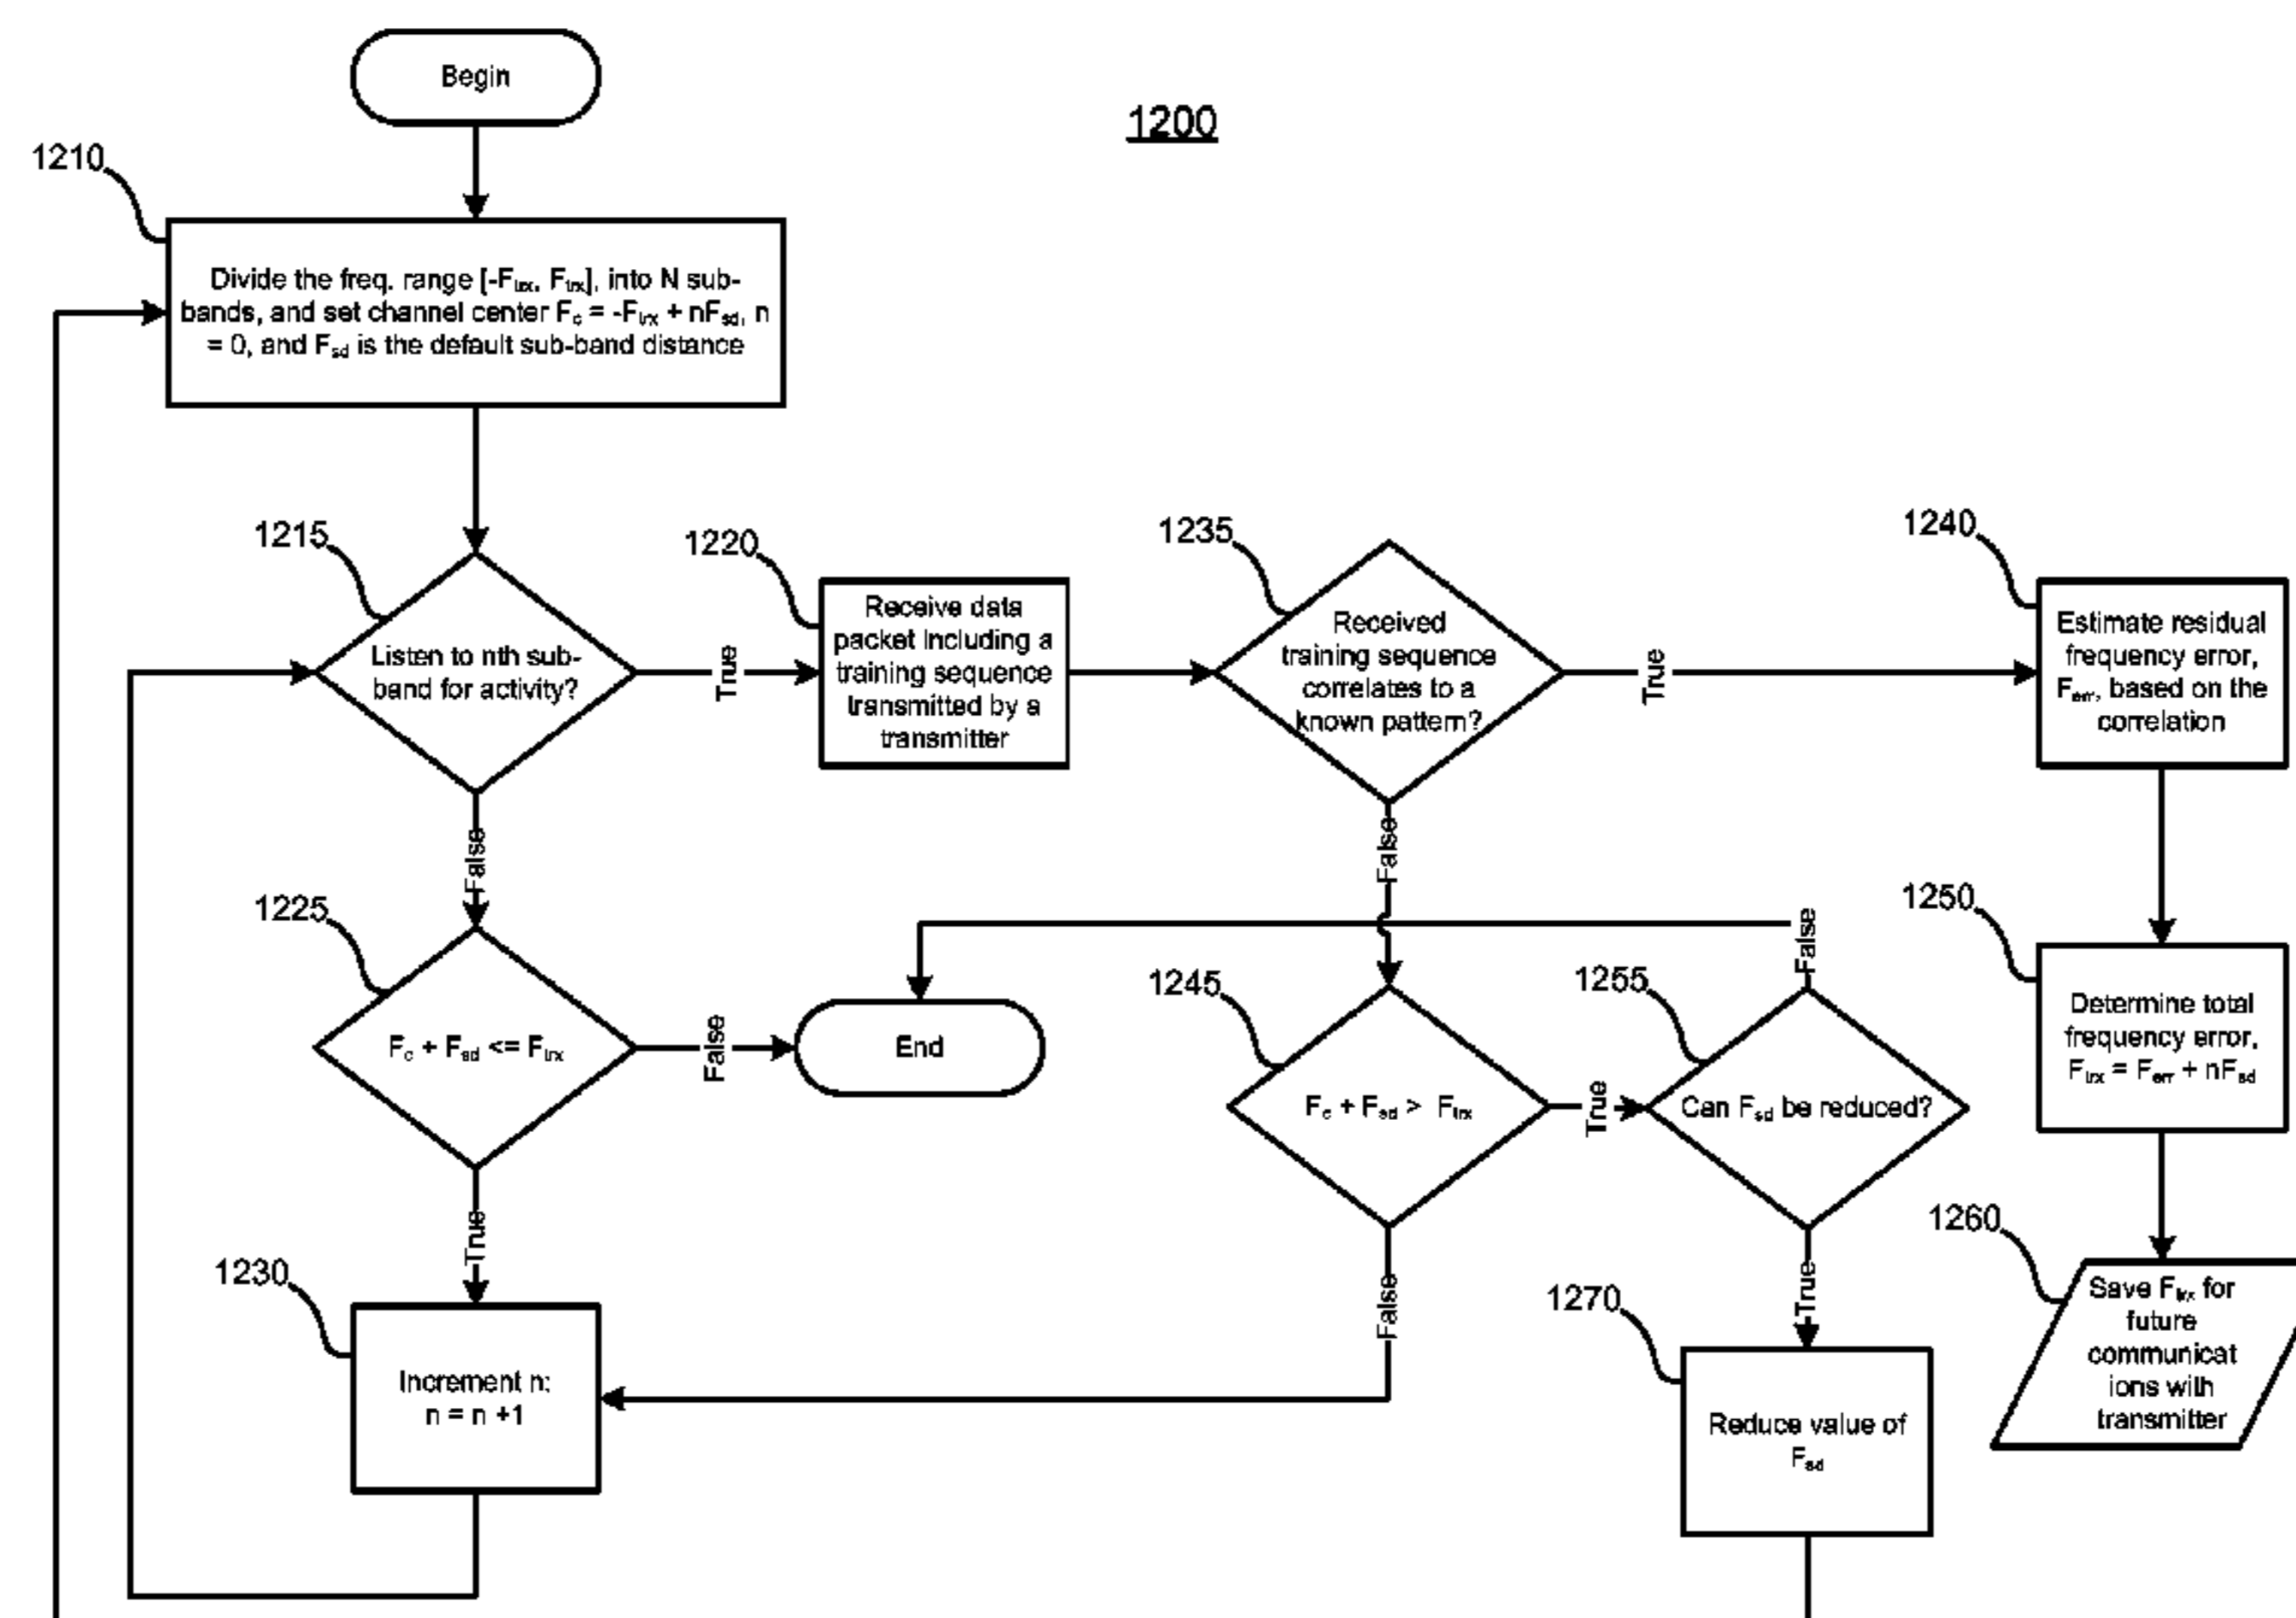 Begin
1200
1210
Divide the freq. range [-Ftrx, Ftrx], into N sub-
bands, and set channel center Fc = -Ftrx + nFsd, n
= 0, and Fsd is the default sub-band distance
1215
Listen to nth sub-
band for activity?
True
False
1220
Receive data
packet including a
training sequence
transmitted by a
transmitter
1235
Received
training sequence
correlates to a
known pattern?
True
False
1240
Estimate residual
frequency error,
Ferr, based on the
correlation
1225
Fc + Fsd <= Ftrx
False
True
End
1245
Fc + Fsd > Ftrx
True
False
1255
Can Fsd be reduced?
False
True
1250
Determine total
frequency error,
Ftrx = Ferr + nFsd
1230
Increment n:
n = n +1
1270
Reduce value of
Fsd
1260
Save Ftrx for
future
communicat
ions with
transmitter